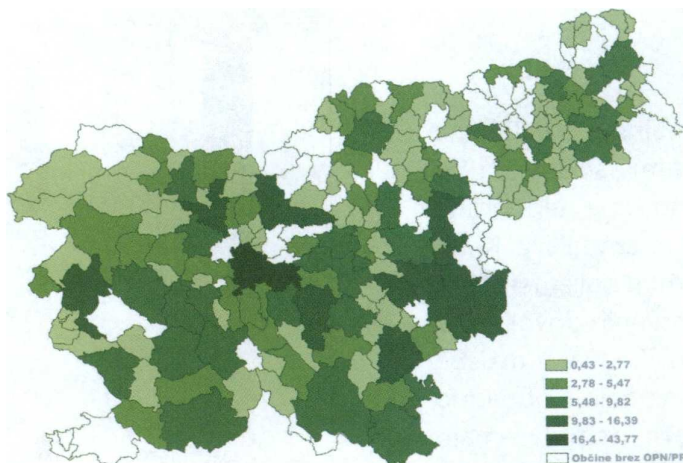 0,43 - 2,77
2,78 - 5,47
5,48 - 9,82
9,83 - 16,39
16,4 - 43,77
Občine brez OPN/